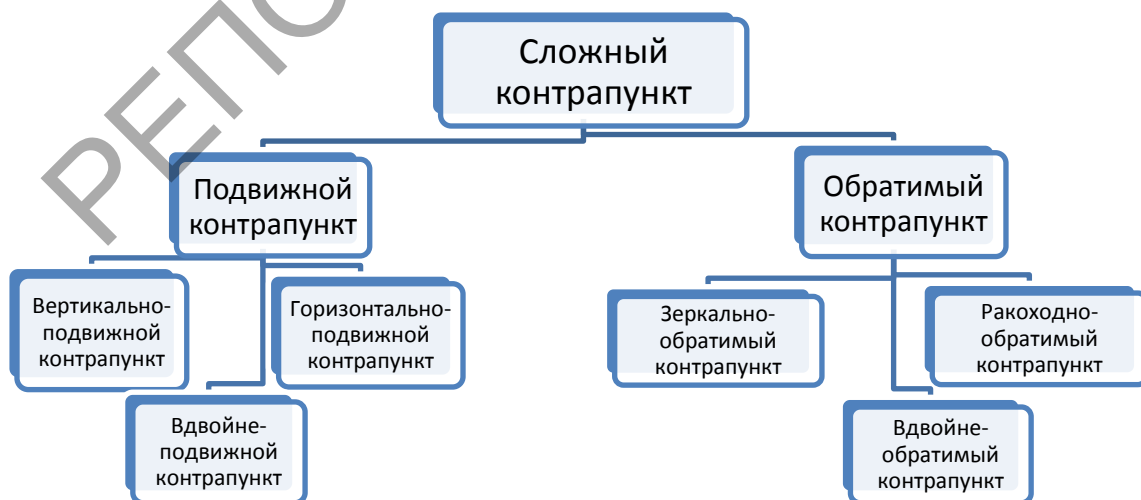 РЕПО
Сложный
контрапункт
Подвижной
контрапункт
Обратимый
контрапункт
Вертикально-
подвижной
контрапункт
Горизонтально-
подвижной
контрапункт
Вдвойне-
подвижной
контрапункт
Зеркально-
обратимый
контрапункт
Ракоходно-
обратимый
контрапункт
Вдвойне-
обратимый
контрапункт